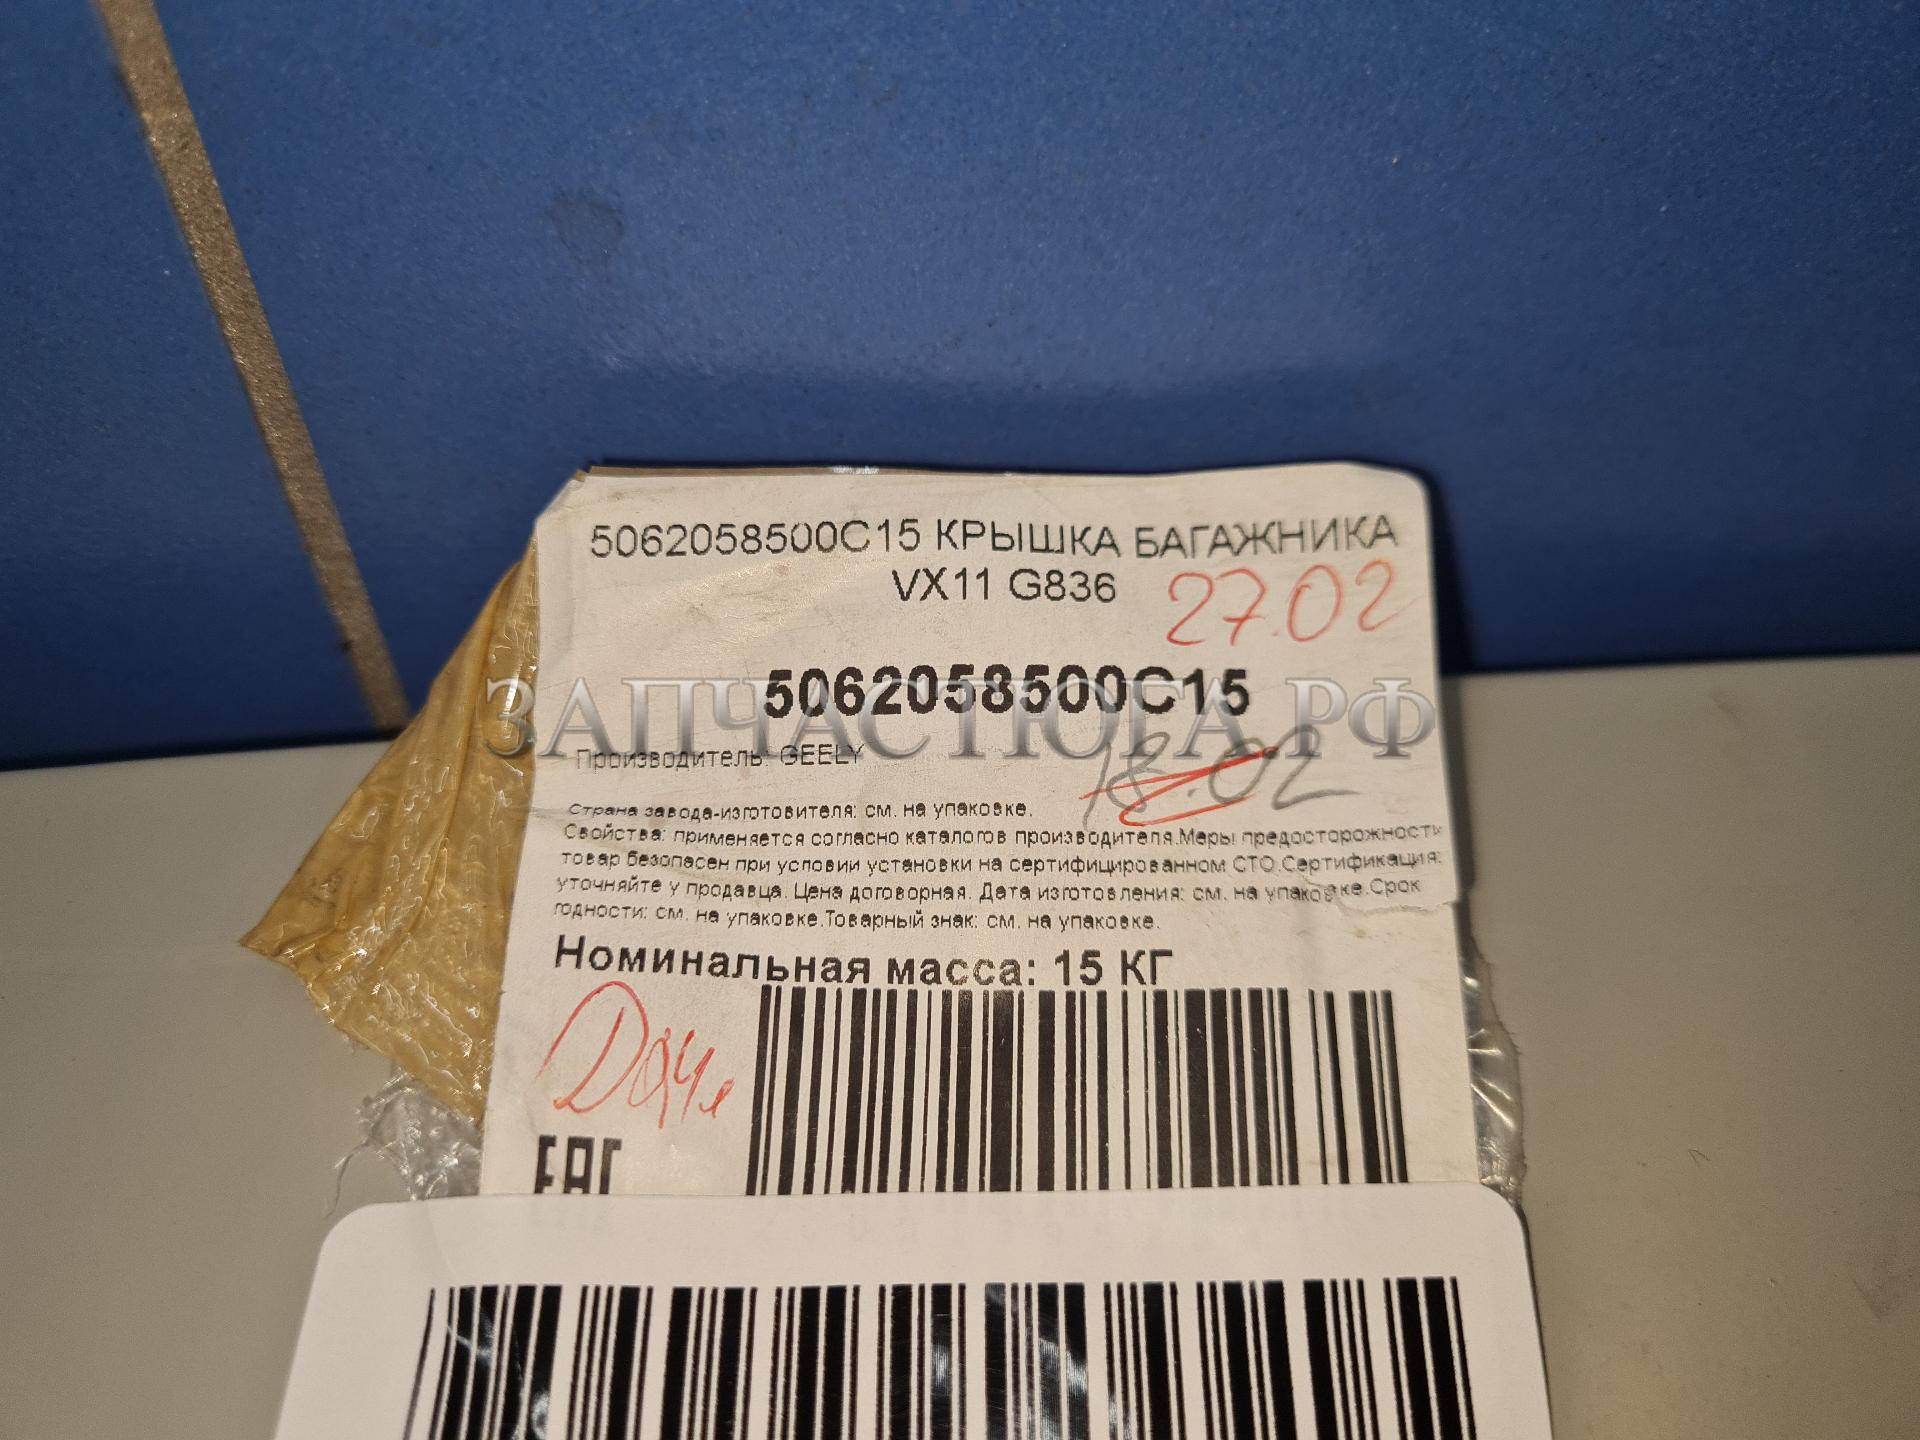 5062058500C15 КРЫШКА БАГАЖНИКА
VX11 G836
27.02
5062058500C15
ЗАПЧАСТЮГА.РФ
Производитель: GEELY
18.02
Страна завода-изготовителя: см. на упаковке.
Свойства: применяется согласно каталогов производителя.Меры предосторожности:
товар безопасен при условии установки на сертифицированном СТО.Сертификация:
уточняйте у продавца. Цена договорная. Дата изготовления: см. на упаковке.Срок
годности: см. на упаковке.Товарный знак: см. на упаковке.
Номинальная масса: 15 КГ
EAC